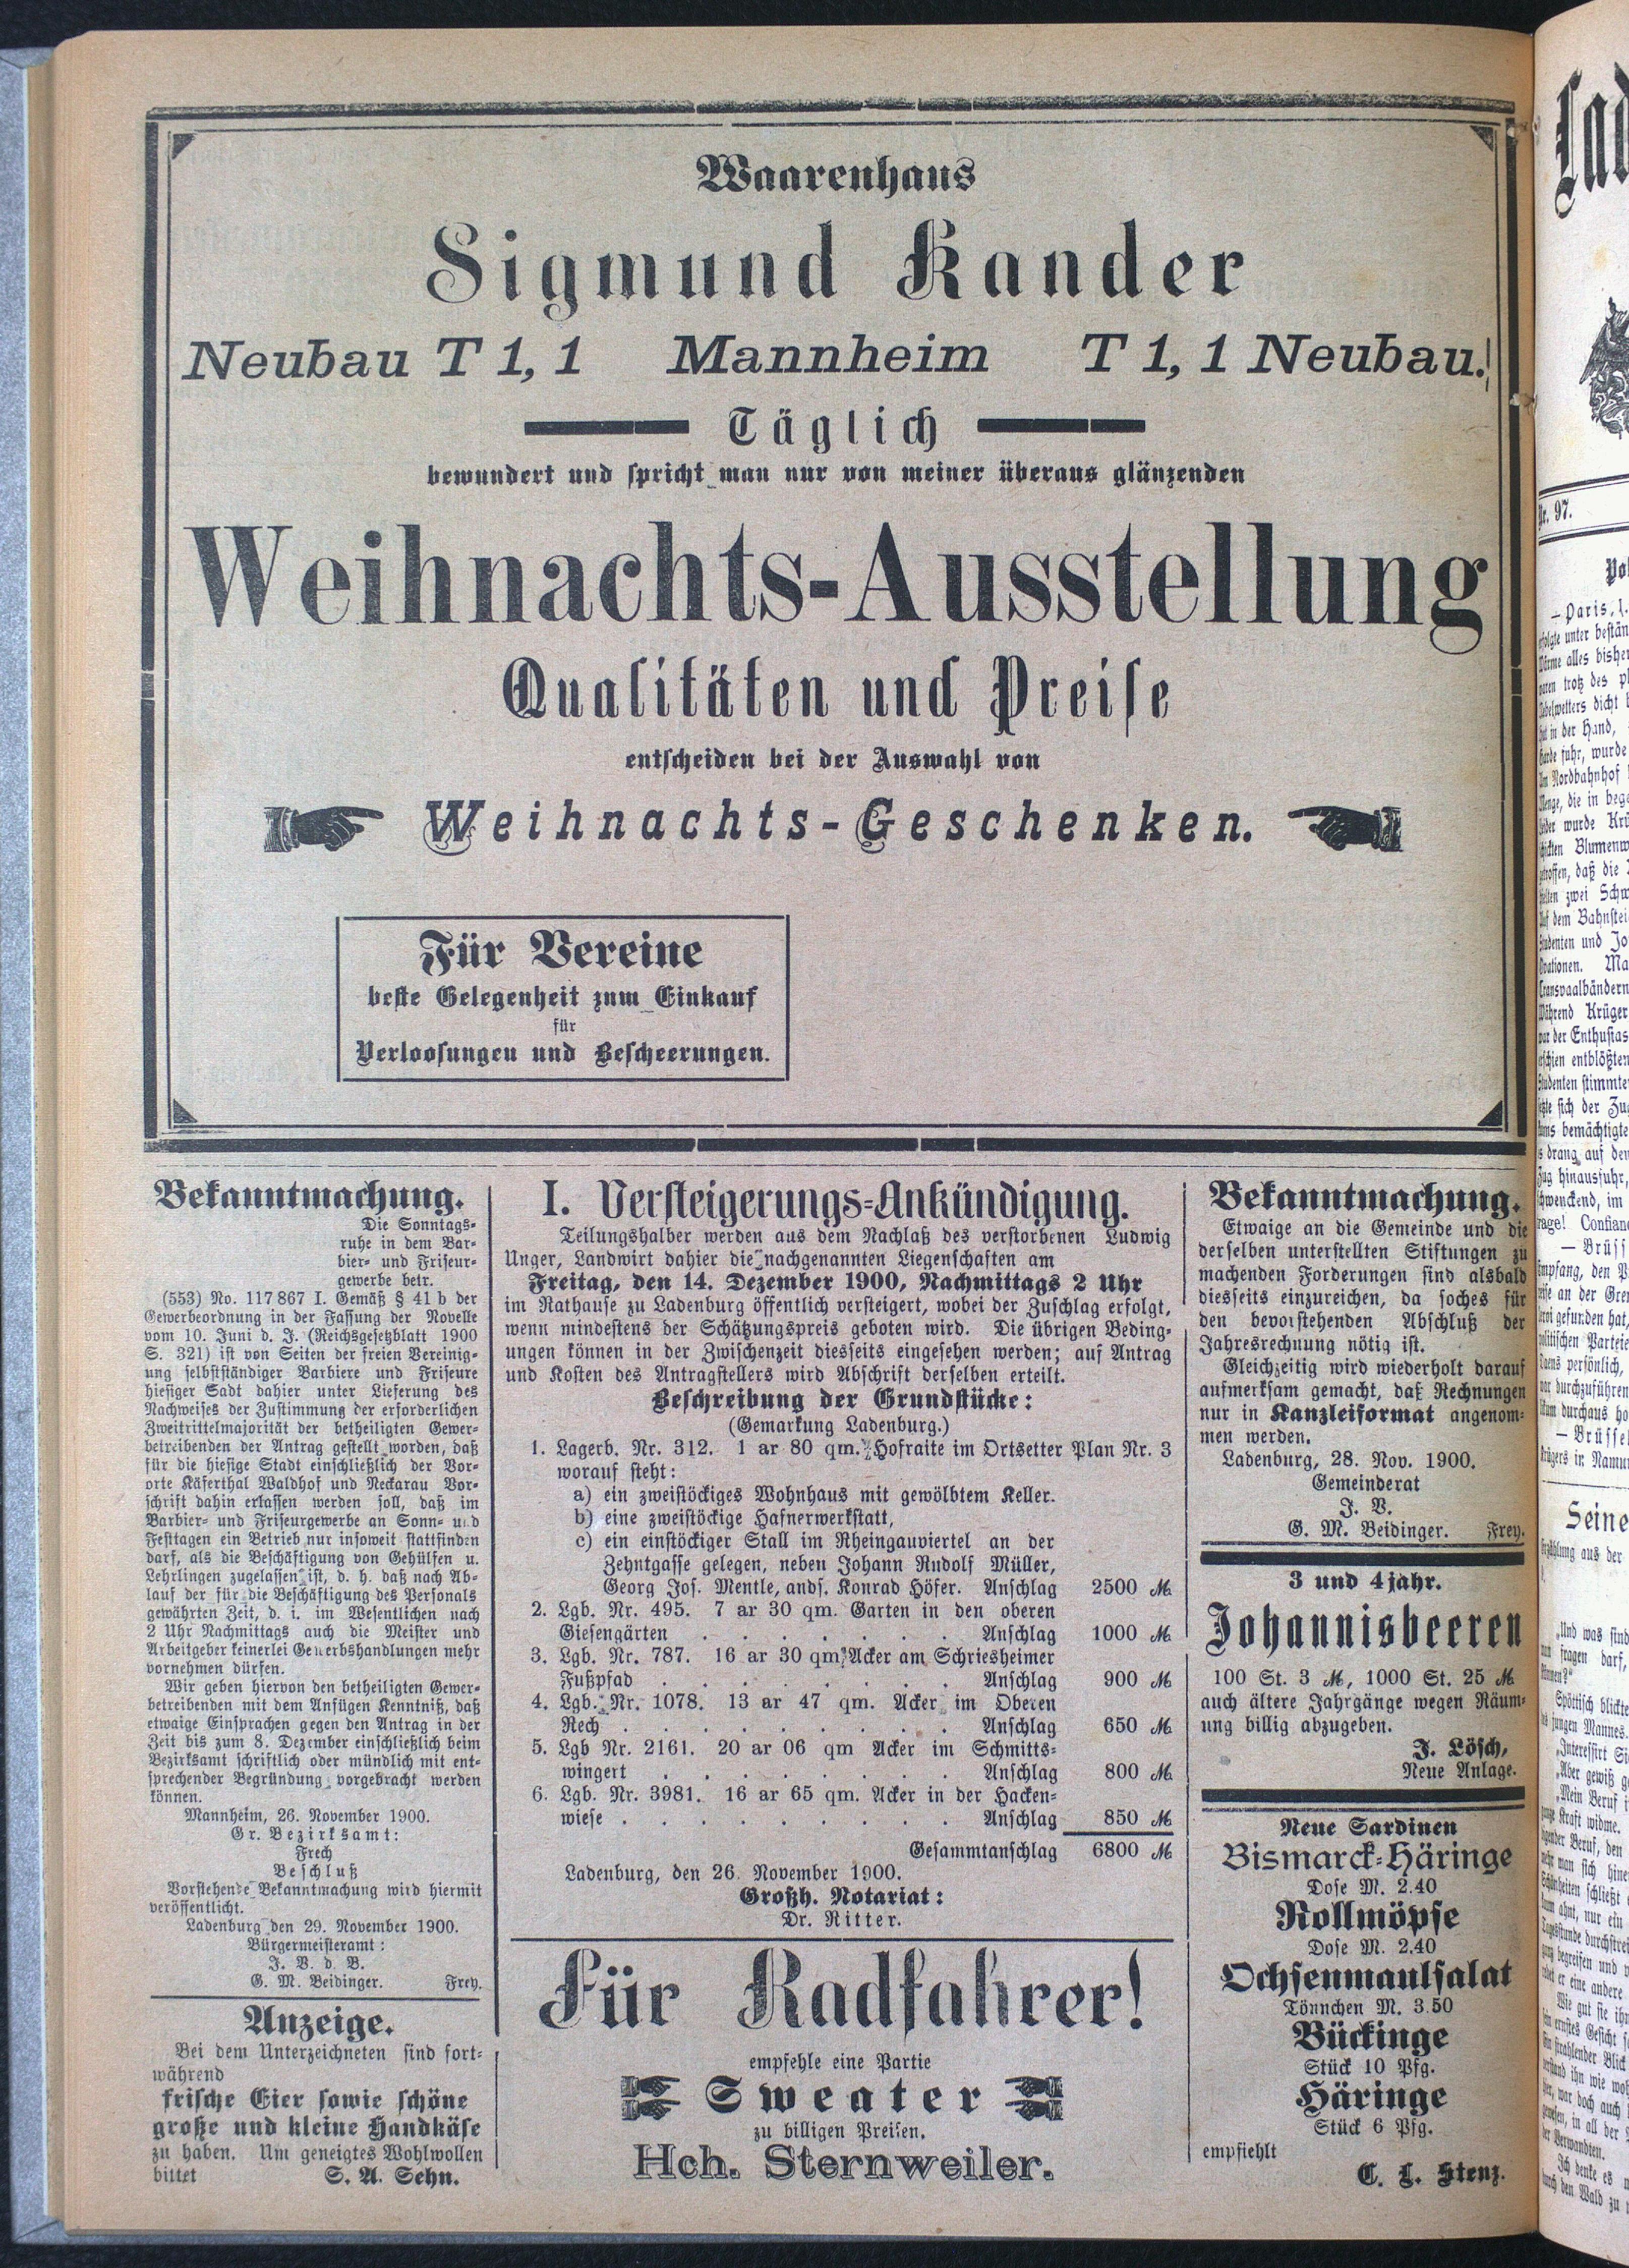 Waarenhaus
Sigmund Kander
Neubau T 1, 1 Mannheim T 1, 1 Neubau.
Täglich
bewundert und spricht man nur von meiner überaus glänzenden
Weihnachts-Ausstellung
Qualitäten und Preise
entscheiden bei der Auswahl von
Weihnachts-Geschenken.
Für Vereine
beste Gelegenheit zum Einkauf
für
Verloosungen und Bescheerungen.
Bekanntmachung.
Die Sonntags-
ruhe in dem Bar-
bier- und Friseur-
gewerbe betr.
(553) No. 117867 I. Gemäß § 41 b der
Gewerbeordnung in der Fassung der Novelle
vom 10. Juni d. J. (Reichsgesetzblatt 1900
S. 321) ist von Seiten der freien Vereinig-
ung selbstständiger Barbiere und Friseure
hiesiger Sadt dahier unter Lieferung des
Nachweises der Zustimmung der erforderlichen
Zweitrittelmajorität der betheiligten Gewer-
betreibenden der Antrag gestellt worden, daß
für die hiesige Stadt einschließlich der Vor-
orte Käferthal Waldhof und Neckarau Vor-
schrift dahin erlassen werden soll, daß im
Barbier- und Friseurgewerbe an Sonn- und
Festtagen ein Betrieb nur insoweit stattfinden
darf, als die Beschäftigung von Gehülfen u.
Lehrlingen zugelassen ist, d. h. daß nach Ab-
lauf der für die Beschäftigung des Personals
gewährten Zeit, d. i. im Wesentlichen nach
2 Uhr Nachmittags auch die Meister und
Arbeitgeber keinerlei Gewerbshandlungen mehr
vornehmen dürfen.
Wir geben hiervon den betheiligten Gewer-
betreibenden mit dem Anfügen Kenntniß, daß
etwaige Einsprachen gegen den Antrag in der
Zeit bis zum 8. Dezember einschließlich beim
Bezirksamt schriftlich oder mündlich mit ent-
sprechender Begründung vorgebracht werden
können.
Mannheim, 26. November 1900.
Gr. Bezirksamt:
Frech
Beschluß
Vorstehende Bekanntmachung wird hiermit
veröffentlicht.
Ladenburg den 29. November 1900.
Bürgermeisteramt:
J. V. d. B.
G. M. Beidinger. Frey.
Anzeige.
Bei dem Unterzeichneten sind fort-
während
frische Eier sowie schöne
große und kleine Handkäse
zu haben. Um geneigtes Wohlwollen
bittet S. A. Sehn.
I. Versteigerungs-Ankündigung.
Teilungshalber werden aus dem Nachlaß des verstorbenen Ludwig
Unger, Landwirt dahier die nachgenannten Liegenschaften am
Freitag, den 14. Dezember 1900, Nachmittags 2 Uhr
im Rathause zu Ladenburg öffentlich versteigert, wobei der Zuschlag erfolgt,
wenn mindestens der Schätzungspreis geboten wird. Die übrigen Beding-
ungen können in der Zwischenzeit diesseits eingesehen werden; auf Antrag
und Kosten des Antragstellers wird Abschrift derselben erteilt.
Beschreibung der Grundstücke:
(Gemarkung Ladenburg.)
1. Lagerb. Nr. 312. 1 ar 80 qm. Hofraite im Ortsetter Plan Nr. 3
worauf steht:
a) ein zweistöckiges Wohnhaus mit gewölbtem Keller.
b) eine zweistöckige Hafnerwerkstatt,
c) ein einstöckiger Stall im Rheingauviertel an der
Zehntgasse gelegen, neben Johann Rudolf Müller,
Georg Jos. Mentle, ands. Konrad Höfer. Anschlag 2500 M
2. Lgb. Nr. 495. 7 ar 30 qm. Garten in den oberen
Giesengärten . . . . . . . Anschlag 1000 M
3. Lgb. Nr. 787. 16 ar 30 qm Acker am Schriesheimer
Fußpfad . . . . . . . . Anschlag 900 M
4. Lgb. Nr. 1078. 13 ar 47 qm. Acker im Oberen
Rech . . . . . . . . . Anschlag 650 M
5. Lgb Nr. 2161. 20 ar 06 qm Acker im Schmitts-
wingert . . . . . . . . Anschlag 800 M
6. Lgb. Nr. 3981. 16 ar 65 qm. Acker in der Hacken-
wiese . . . . . . . . . Anschlag 850 M
Gesammtanschlag 6800 M
Ladenburg, den 26. November 1900.
Großh. Notariat:
Dr. Ritter.
Für Radfahrer!
empfehle eine Partie
Sweater
zu billigen Preisen.
Hch. Sternweiler.
Bekanntmachung.
Etwaige an die Gemeinde und die
derselben unterstellten Stiftungen zu
machenden Forderungen sind alsbald
diesseits einzureichen, da soches für
den bevorstehenden Abschluß der
Jahresrechnung nötig ist.
Gleichzeitig wird wiederholt darauf
aufmerksam gemacht, daß Rechnungen
nur in Kanzleiformat angenom-
men werden.
Ladenburg, 28. Nov. 1900.
Gemeinderat
J. V.
G. M. Beidinger. Frey.
3 und 4jahr.
Johannisbeeren
100 St. 3 M, 1000 St. 25 M
auch ältere Jahrgänge wegen Räum-
ung billig abzugeben.
J. Lösch,
Neue Anlage.
Neue Sardinen
Bismarck-Häringe
Dose M. 2.40
Rollmöpse
Dose M. 2.40
Ochsenmaulsalat
Tönnchen M. 3.50
Bückinge
Stück 10 Pfg.
Häringe
Stück 6 Pfg.
empfiehlt
C. L. Stenz.
Nr. 97.